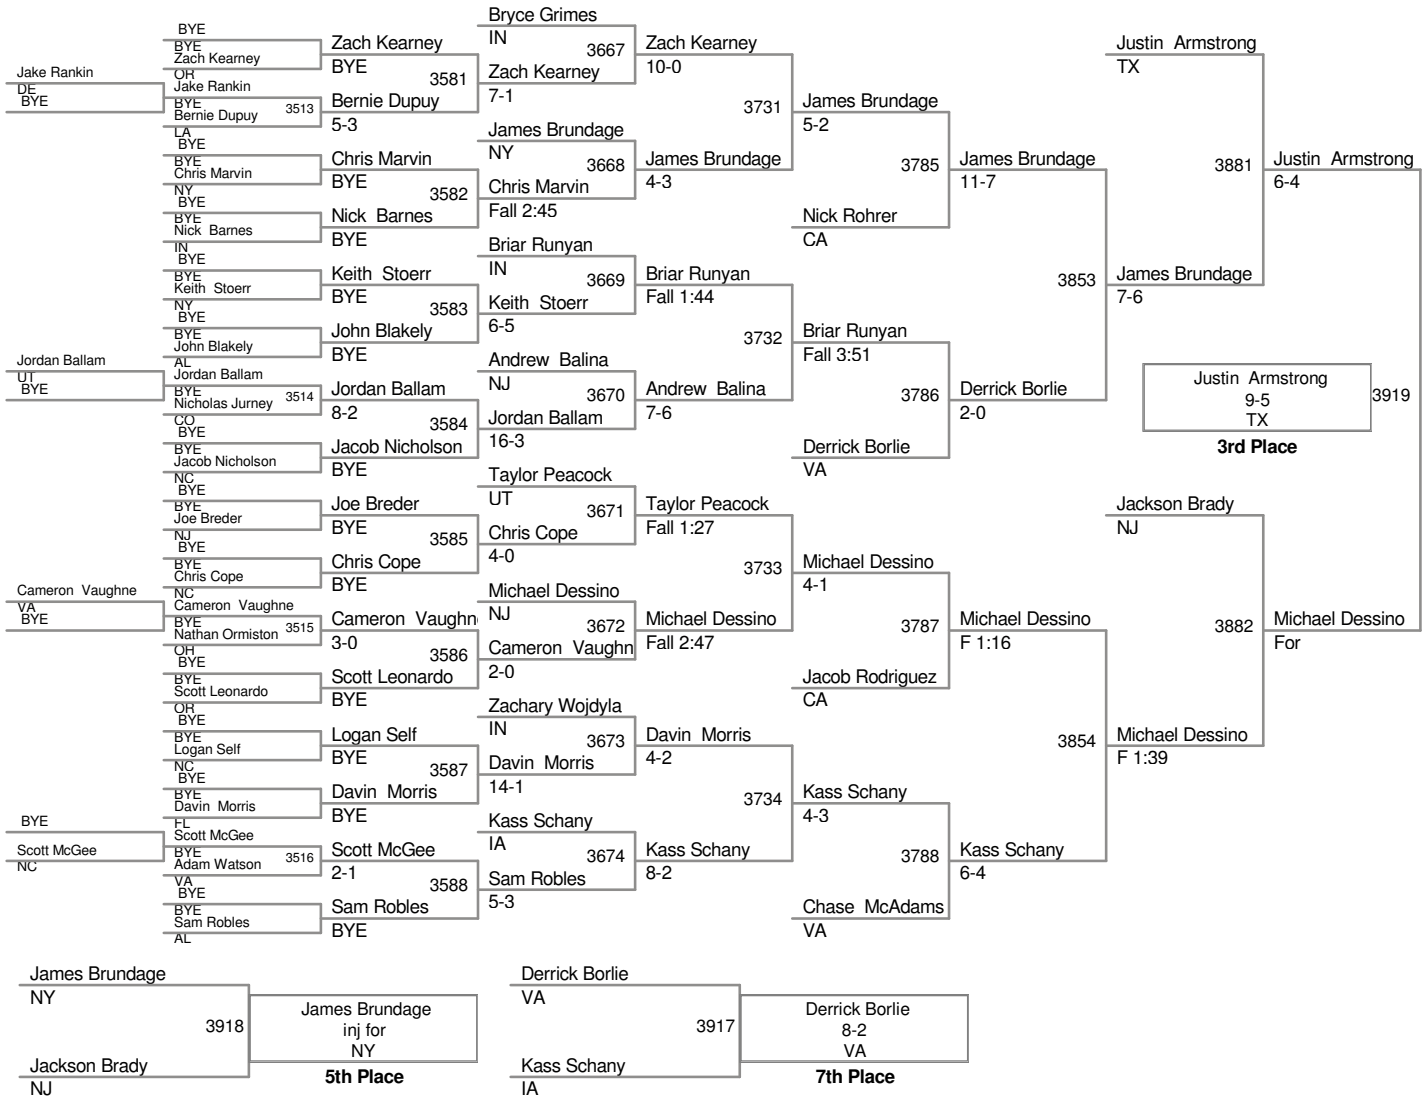 BYE
BYE
Zach Kearney
OR
Jake Rankin
DE
BYE
Jake Rankin
BYE
Bernie Dupuy
LA
3513
BYE
BYE
Chris Marvin
NY
BYE
BYE
Nick Barnes
IN
BYE
BYE
Keith Stoerr
NY
BYE
BYE
John Blakely
AL
Jordan Ballam
UT
BYE
Jordan Ballam
BYE
Nicholas Jurney
CO
3514
BYE
BYE
Jacob Nicholson
NC
BYE
BYE
Joe Breder
NJ
BYE
BYE
Chris Cope
NC
Cameron Vaughne
VA
BYE
Cameron Vaughne
BYE
Nathan Ormiston
OH
3515
BYE
BYE
Scott Leonardo
OR
BYE
BYE
Logan Self
NC
BYE
BYE
Davin Morris
FL
BYE
Scott McGee
NC
Scott McGee
BYE
Adam Watson
VA
3516
BYE
BYE
Sam Robles
AL
Zach Kearney
BYE
3581
Bernie Dupuy
5-3
Chris Marvin
BYE
3582
Nick Barnes
BYE
Keith Stoerr
BYE
3583
John Blakely
BYE
Jordan Ballam
8-2
3584
Jacob Nicholson
BYE
Joe Breder
BYE
3585
Chris Cope
BYE
Cameron Vaughn
3-0
3586
Scott Leonardo
BYE
Logan Self
BYE
3587
Davin Morris
BYE
Scott McGee
2-1
3588
Sam Robles
BYE
Bryce Grimes
IN
3667
Zach Kearney
7-1
James Brundage
NY
3668
Chris Marvin
Fall 2:45
Briar Runyan
IN
3669
Keith Stoerr
6-5
Andrew Balina
NJ
3670
Jordan Ballam
16-3
Taylor Peacock
UT
3671
Chris Cope
4-0
Michael Dessino
NJ
3672
Cameron Vaughn
2-0
Zachary Wojdyla
IN
3673
Davin Morris
14-1
Kass Schany
IA
3674
Sam Robles
5-3
Zach Kearney
10-0
3731
James Brundage
4-3
Briar Runyan
Fall 1:44
3732
Andrew Balina
7-6
Taylor Peacock
Fall 1:27
3733
Michael Dessino
Fall 2:47
Davin Morris
4-2
3734
Kass Schany
8-2
James Brundage
5-2
3785
Nick Rohrer
CA
Briar Runyan
Fall 3:51
3786
Derrick Borlie
VA
Michael Dessino
4-1
3787
Jacob Rodriguez
CA
Kass Schany
4-3
3788
Chase McAdams
VA
James Brundage
11-7
3853
Derrick Borlie
2-0
Michael Dessino
F 1:16
3854
Kass Schany
6-4
Justin Armstrong
TX
3881
James Brundage
7-6
Jackson Brady
NJ
3882
Michael Dessino
F 1:39
Justin Armstrong
6-4
Michael Dessino
For
Justin Armstrong
9-5
TX
3919
3rd Place
James Brundage
NY
3918
Jackson Brady
NJ
James Brundage
inj for
NY
5th Place
Derrick Borlie
VA
3917
Kass Schany
IA
Derrick Borlie
8-2
VA
7th Place